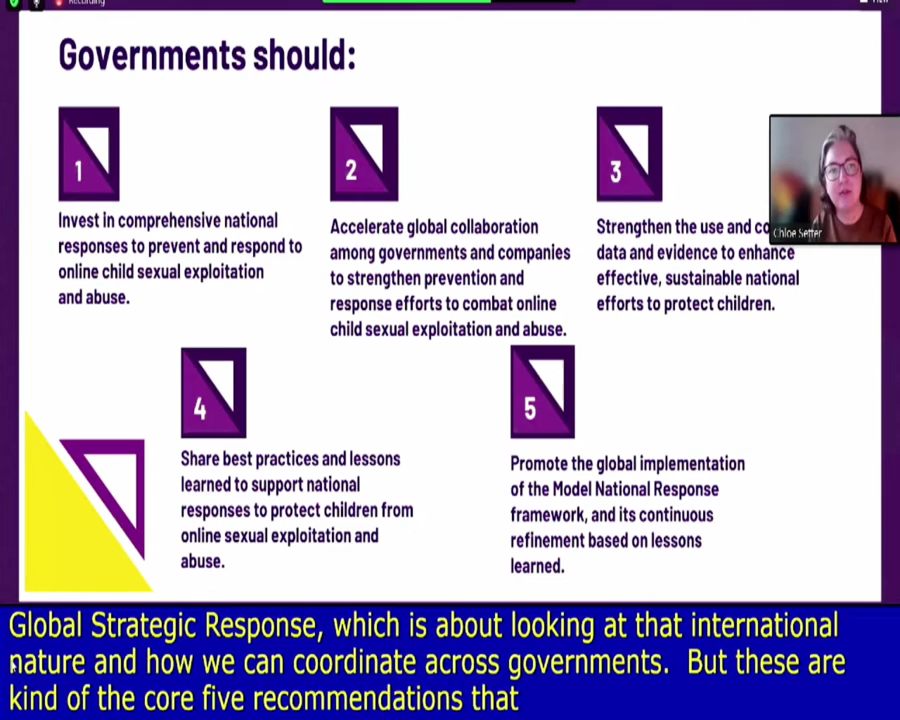 Recording
Governments should:
1
Invest in comprehensive national
responses to prevent and respond to
online child sexual exploitation
and abuse.
2
Accelerate global collaboration
among governments and companies
to strengthen prevention and
response efforts to combat online
child sexual exploitation and abuse.
3
Strengthen the use and
data and evidence to enhance
effective, sustainable national
efforts to protect children.
Chloe Setter
4
Share best practices and lessons
learned to support national
responses to protect children from
online sexual exploitation and
abuse.
5
Promote the global implementation
of the Model National Response
framework, and its continuous
refinement based on lessons
learned.
Global Strategic Response, which is about looking at that international
nature and how we can coordinate across governments. But these are
kind of the core five recommendations that